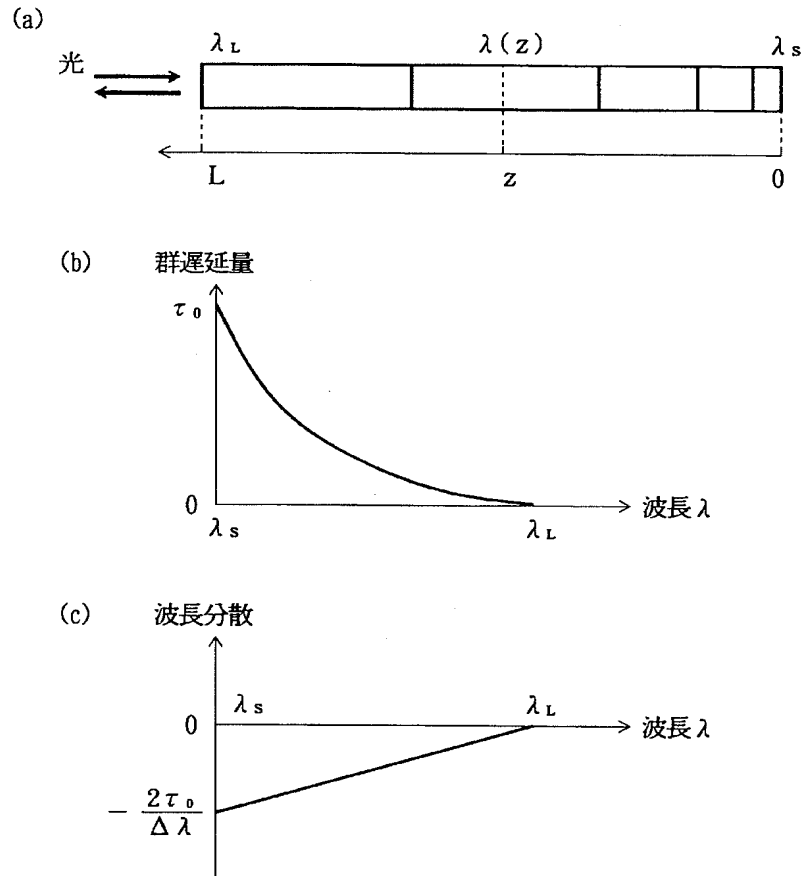 (a)
λL λ(z) λs
光
L z 0
(b) 群遅延量
τ0
0
λs λL 波長λ
(c) 波長分散
λs λL
0 波長λ
− 2τ0 / Δλ